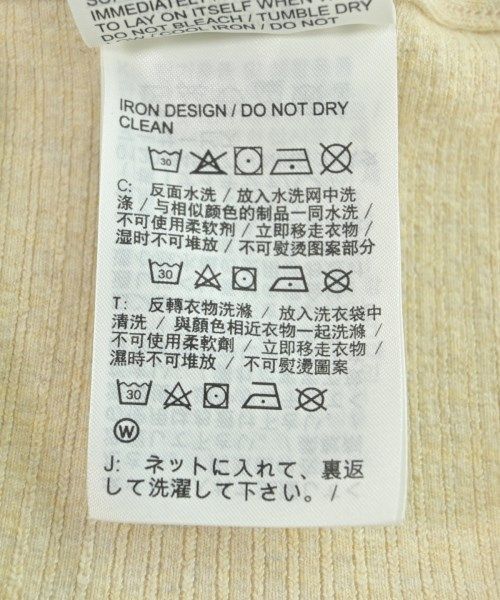 IMMEDIATELY
TO LAY ON ITSELF WHEN
DO NOT BLEACH / TUMBLE DRY
IRON DESIGN / DO NOT DRY
CLEAN
30
C: 反面水洗 / 放入水洗网中洗
涤 / 与相似颜色的制品一同水洗 /
不可使用柔软剂 / 立即移走衣物 /
湿时不可堆放 / 不可熨烫图案部分
30
T: 反轉衣物洗滌 / 放入洗衣袋中
清洗 / 與顏色相近衣物一起洗滌 /
不可使用柔軟劑 / 立即移走衣物 /
濕時不可堆放 / 不可熨燙圖案
30
W
J: ネットに入れて、裏返
して洗濯して下さい。/